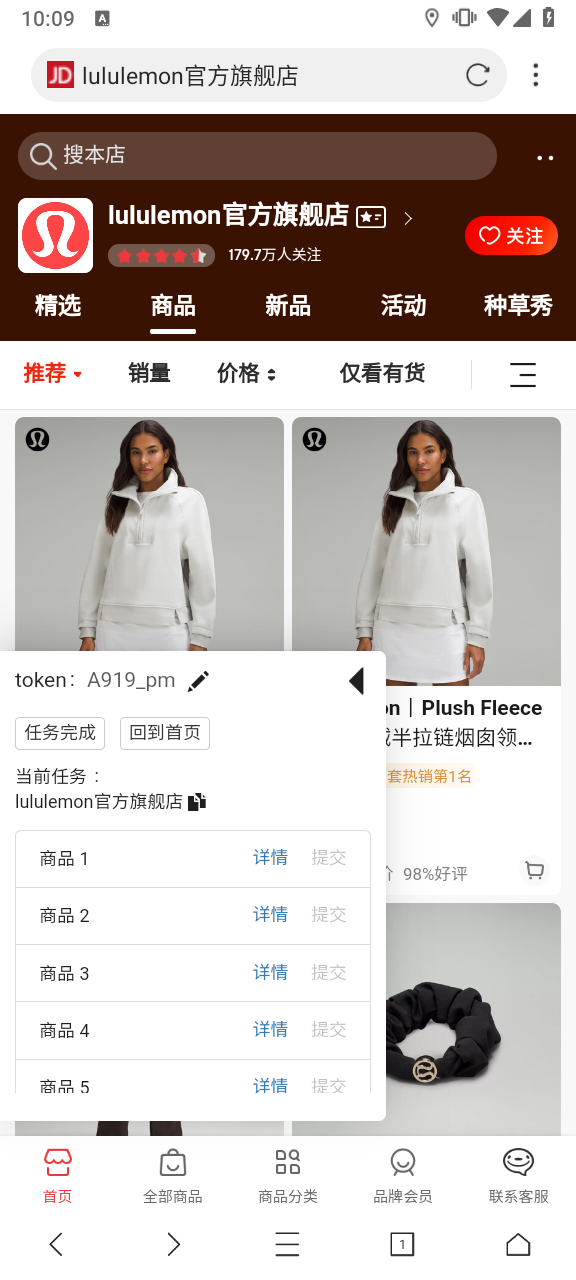 10:09
A
JD lululemon官方旗舰店
搜本店
lululemon官方旗舰店
179.7万人关注
关注
精选 商品 新品 活动 种草秀
推荐 销量 价格 仅看有货
on｜Plush Fleece
绒半拉链烟囱领...
套热销第1名
98%好评
token: A919_pm
任务完成 回到首页
当前任务：
lululemon官方旗舰店
商品 1 详情 提交
商品 2 详情 提交
商品 3 详情 提交
商品 4 详情 提交
商品 5 详情 提交
首页 全部商品 商品分类 品牌会员 联系客服
1